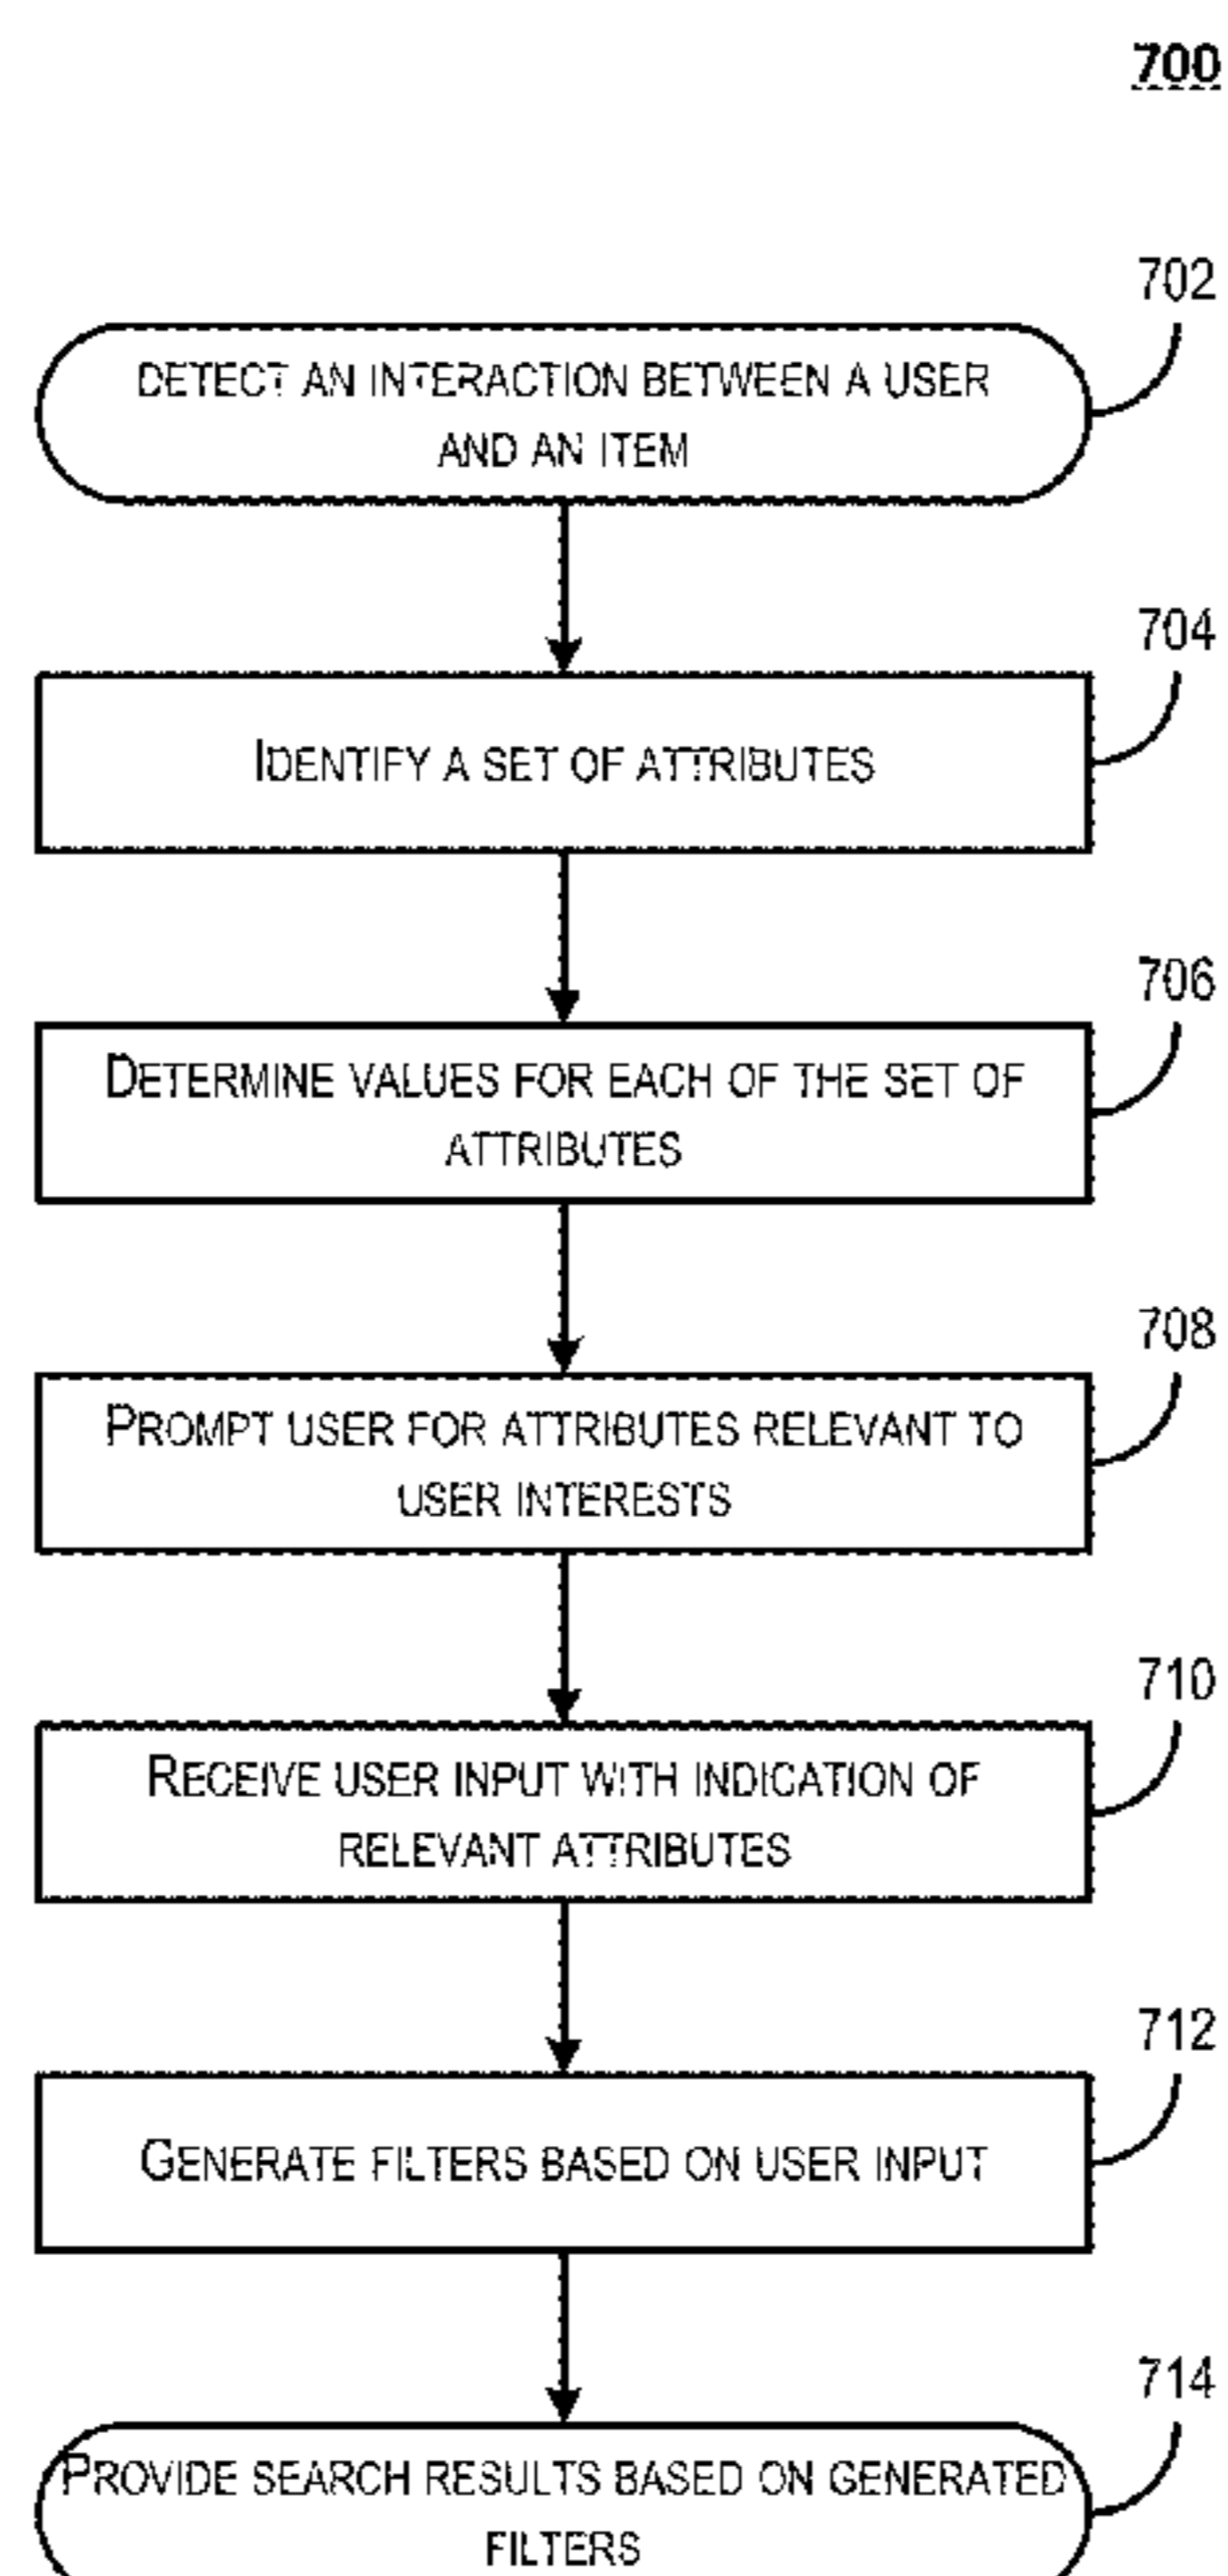 700
702
DETECT AN INTERACTION BETWEEN A USER
AND AN ITEM
704
IDENTIFY A SET OF ATTRIBUTES
706
DETERMINE VALUES FOR EACH OF THE SET OF
ATTRIBUTES
708
PROMPT USER FOR ATTRIBUTES RELEVANT TO
USER INTERESTS
710
RECEIVE USER INPUT WITH INDICATION OF
RELEVANT ATTRIBUTES
712
GENERATE FILTERS BASED ON USER INPUT
714
PROVIDE SEARCH RESULTS BASED ON GENERATED
FILTERS